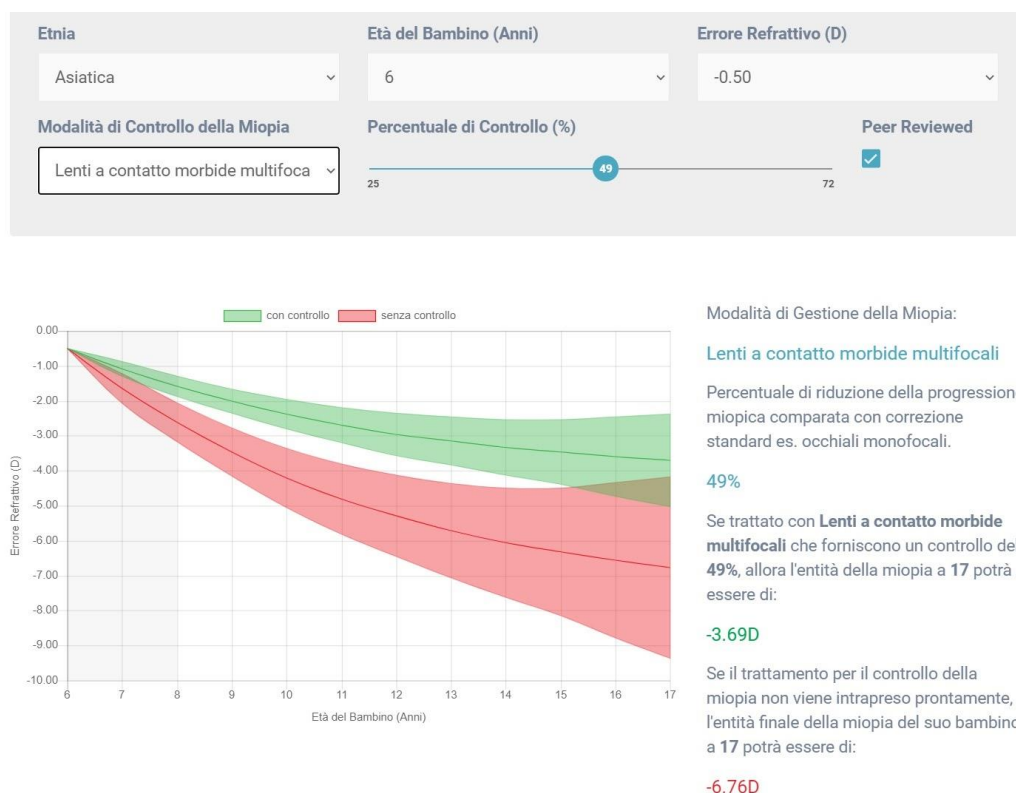 Etnia
Età del Bambino (Anni)
Errore Refrattivo (D)
Asiatica
6
-0.50
Modalità di Controllo della Miopia
Percentuale di Controllo (%)
Peer Reviewed
Lenti a contatto morbide multifoca
49
25
72
con controllo
senza controllo
0.00
-1.00
-2.00
-3.00
-4.00
-5.00
-6.00
-7.00
-8.00
-9.00
-10.00
Errore Refrattivo (D)
6 7 8 9 10 11 12 13 14 15 16 17
Età del Bambino (Anni)
Modalità di Gestione della Miopia:
Lenti a contatto morbide multifocali
Percentuale di riduzione della progression
miopica comparata con correzione
standard es. occhiali monofocali.
49%
Se trattato con Lenti a contatto morbide
multifocali che forniscono un controllo del
49%, allora l'entità della miopia a 17 potrà
essere di:
-3.69D
Se il trattamento per il controllo della
miopia non viene intrapreso prontamente,
l'entità finale della miopia del suo bambino
a 17 potrà essere di:
-6.76D